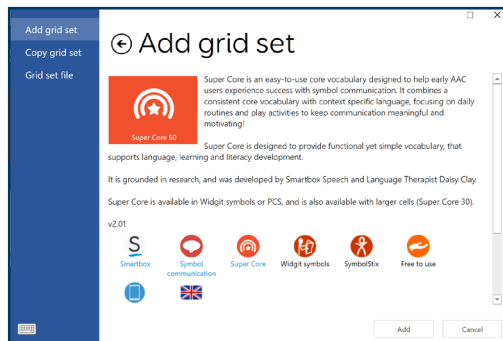 Add grid set
Copy grid set
Grid set file
Add grid set
Super Core 50
Super Core is an easy-to-use core vocabulary designed to help early AAC
users experience success with symbol communication. It combines a
consistent core vocabulary with context specific language, focusing on daily
routines and play activities to keep communication meaningful and
motivating!
Super Core is designed to provide functional yet simple vocabulary, that
supports language, learning and literacy development.
It is grounded in research, and was developed by Smartbox Speech and Language Therapist Daisy Clay.
Super Core is available in Widgit symbols or PCS, and is also available with larger cells (Super Core 30).
v2.01
S
Smartbox
Symbol
communication
Super Core
Widgit symbols
SymbolStix
Free to use
Add
Cancel